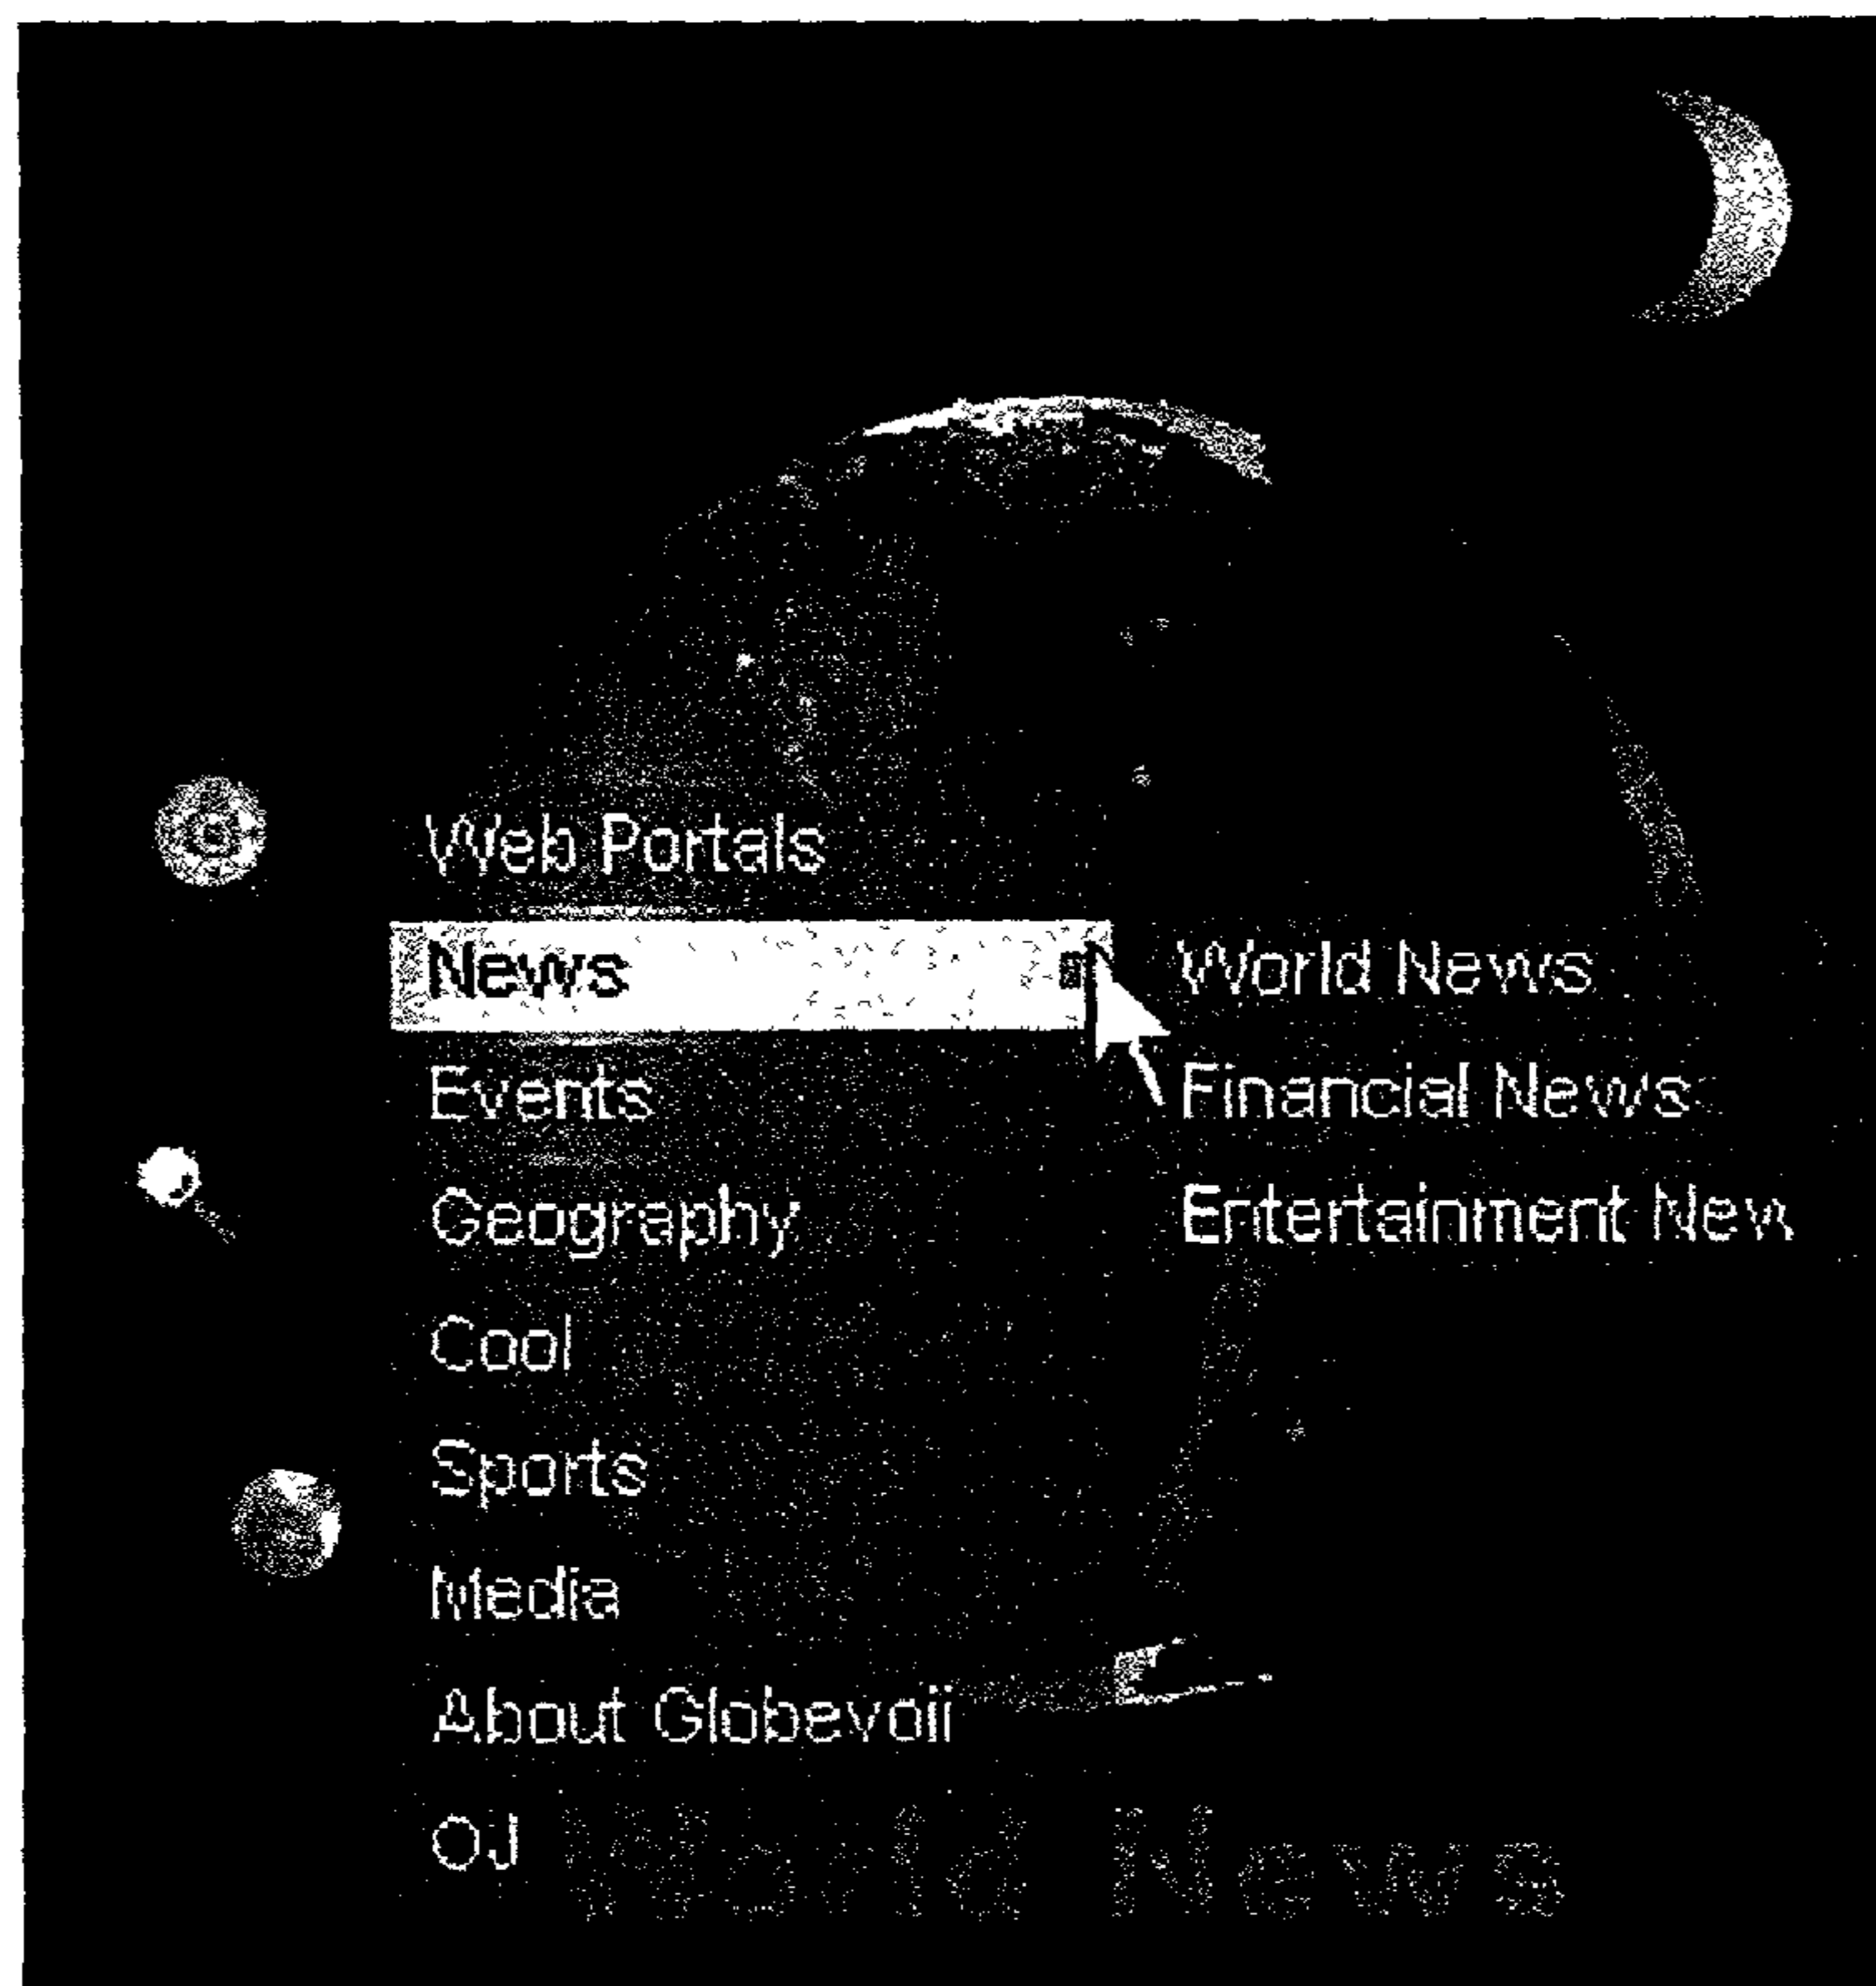 Web Portals
News
World News
Events
Financial News
Geography
Entertainment New
Cool
Sports
Media
About Globevoii
OJ
World News